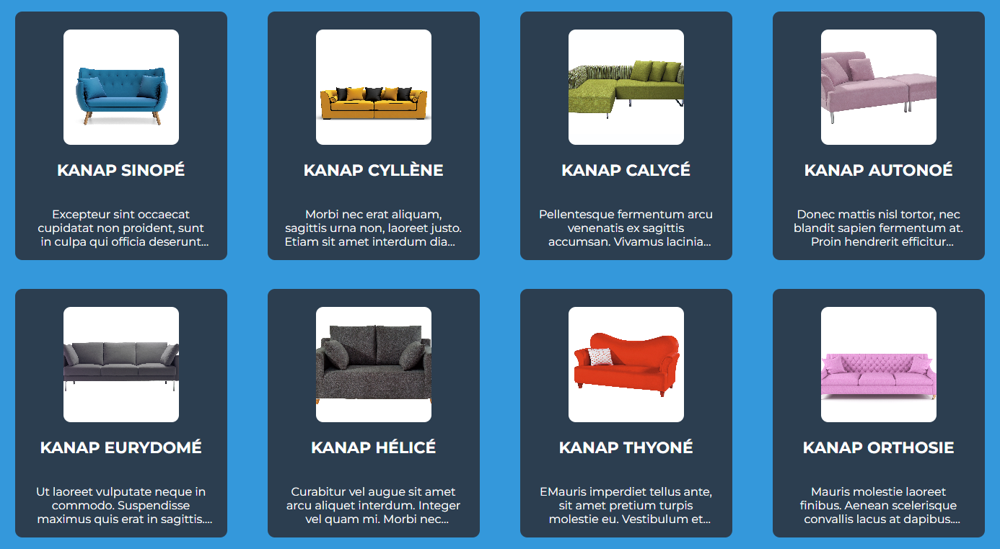 KANAP SINOPÉ
Excepteur sint occaecat
cupidatat non proident, sunt
in culpa qui officia deserunt...
KANAP CYLLÈNE
Morbi nec erat aliquam,
sagittis urna non, laoreet justo.
Etiam sit amet interdum dia...
KANAP CALYCÉ
Pellentesque fermentum arcu
venenatis ex sagittis
accumsan. Vivamus lacinia...
KANAP AUTONOÉ
Donec mattis nisl tortor, nec
blandit sapien fermentum at.
Proin hendrerit efficitur...
KANAP EURYDOMÉ
Ut laoreet vulputate neque in
commodo. Suspendisse
maximus quis erat in sagittis....
KANAP HÉLICÉ
Curabitur vel augue sit amet
arcu aliquet interdum. Integer
vel quam mi. Morbi nec...
KANAP THYONÉ
EMauris imperdiet tellus ante,
sit amet pretium turpis
molestie eu. Vestibulum et...
KANAP ORTHOSIE
Mauris molestie laoreet
finibus. Aenean scelerisque
convallis lacus at dapibus....